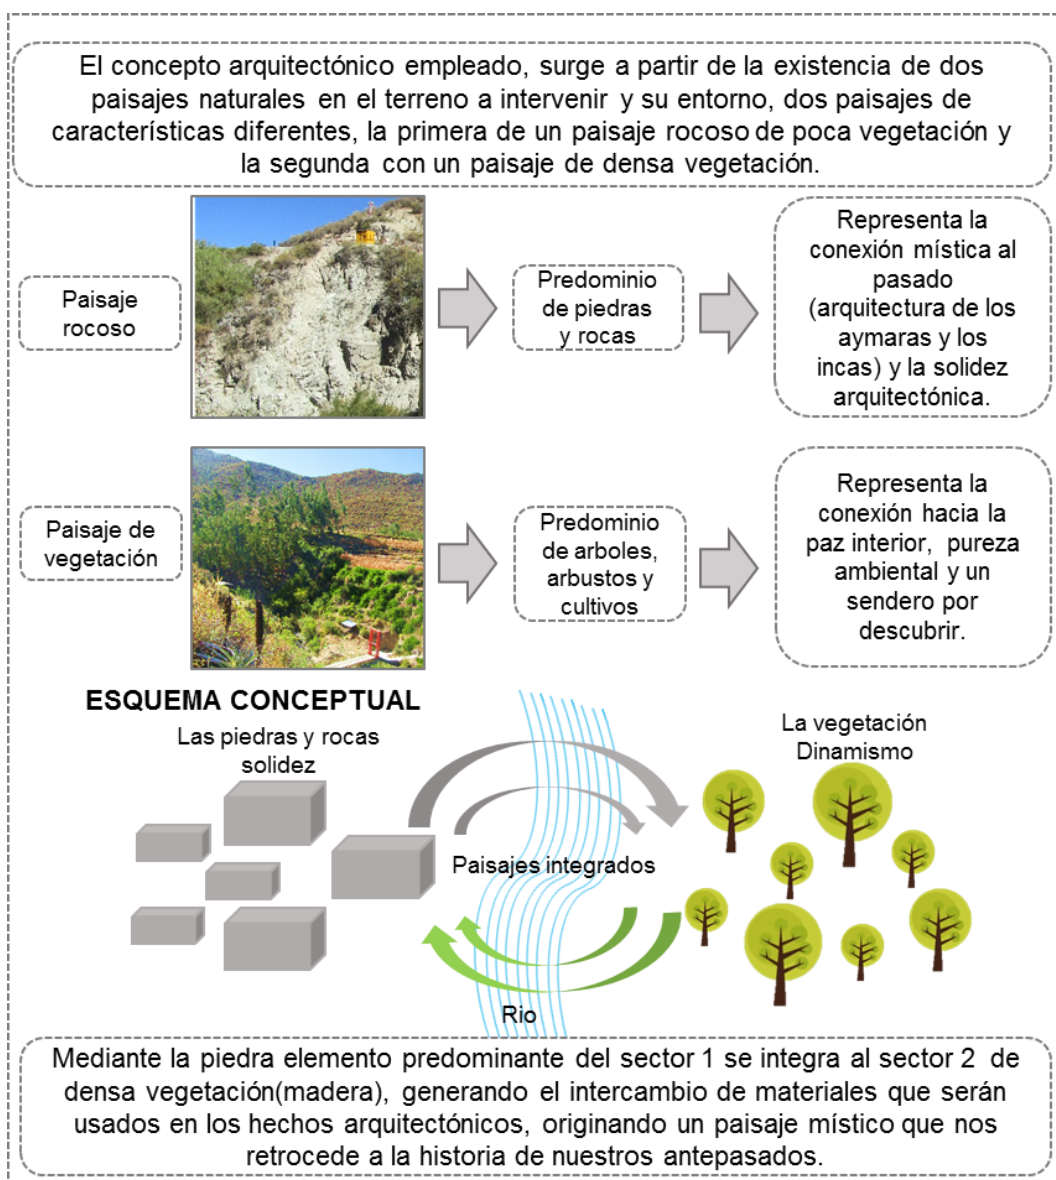 El concepto arquitectónico empleado, surge a partir de la existencia de dos
paisajes naturales en el terreno a intervenir y su entorno, dos paisajes de
características diferentes, la primera de un paisaje rocoso de poca vegetación y
la segunda con un paisaje de densa vegetación.
Paisaje
rocoso
Predominio
de piedras
y rocas
Representa la
conexión mística al
pasado
(arquitectura de los
aymaras y los
incas) y la solidez
arquitectónica.
Paisaje de
vegetación
Predominio
de arboles,
arbustos y
cultivos
Representa la
conexión hacia la
paz interior, pureza
ambiental y un
sendero por
descubrir.
ESQUEMA CONCEPTUAL
Las piedras y rocas
solidez
La vegetación
Dinamismo
Paisajes integrados
Rio
Mediante la piedra elemento predominante del sector 1 se integra al sector 2 de
densa vegetación(madera), generando el intercambio de materiales que serán
usados en los hechos arquitectónicos, originando un paisaje místico que nos
retrocede a la historia de nuestros antepasados.